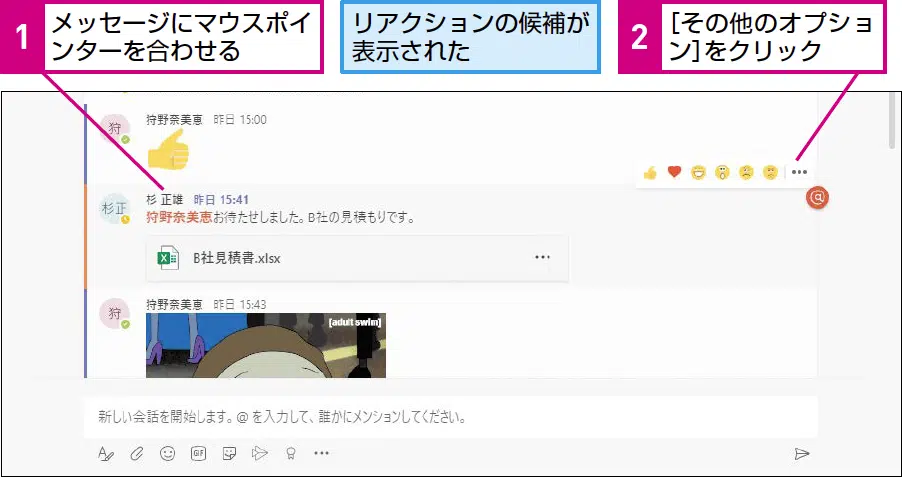 1 メッセージにマウスポイ
ンターを合わせる
リアクションの候補が
表示された
2 [その他のオプショ
ン]をクリック
狩 狩野奈美恵 昨日 15:00
杉正 杉 正雄 昨日 15:41
狩野奈美恵お待たせしました。B社の見積もりです。
B社見積書.xlsx
狩 狩野奈美恵 昨日 15:43
[adult swim]
新しい会話を開始します。@ を入力して、誰かにメンションしてください。
GIF